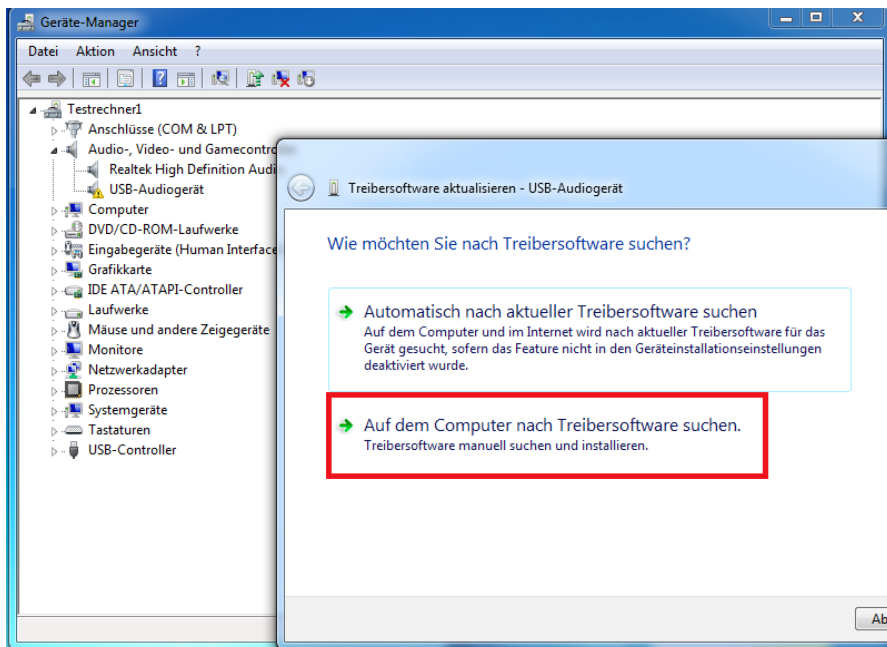 Geräte-Manager
Datei Aktion Ansicht ?
Testrechner1
Anschlüsse (COM & LPT)
Audio-, Video- und Gamecontro
Realtek High Definition Audi
USB-Audiogerät
Computer
DVD/CD-ROM-Laufwerke
Eingabegeräte (Human Interface
Grafikkarte
IDE ATA/ATAPI-Controller
Laufwerke
Mäuse und andere Zeigegeräte
Monitore
Netzwerkadapter
Prozessoren
Systemgeräte
Tastaturen
USB-Controller
Treibersoftware aktualisieren - USB-Audiogerät
Wie möchten Sie nach Treibersoftware suchen?
Automatisch nach aktueller Treibersoftware suchen
Auf dem Computer und im Internet wird nach aktueller Treibersoftware für das
Gerät gesucht, sofern das Feature nicht in den Geräteinstallationseinstellungen
deaktiviert wurde.
Auf dem Computer nach Treibersoftware suchen.
Treibersoftware manuell suchen und installieren.
Ab